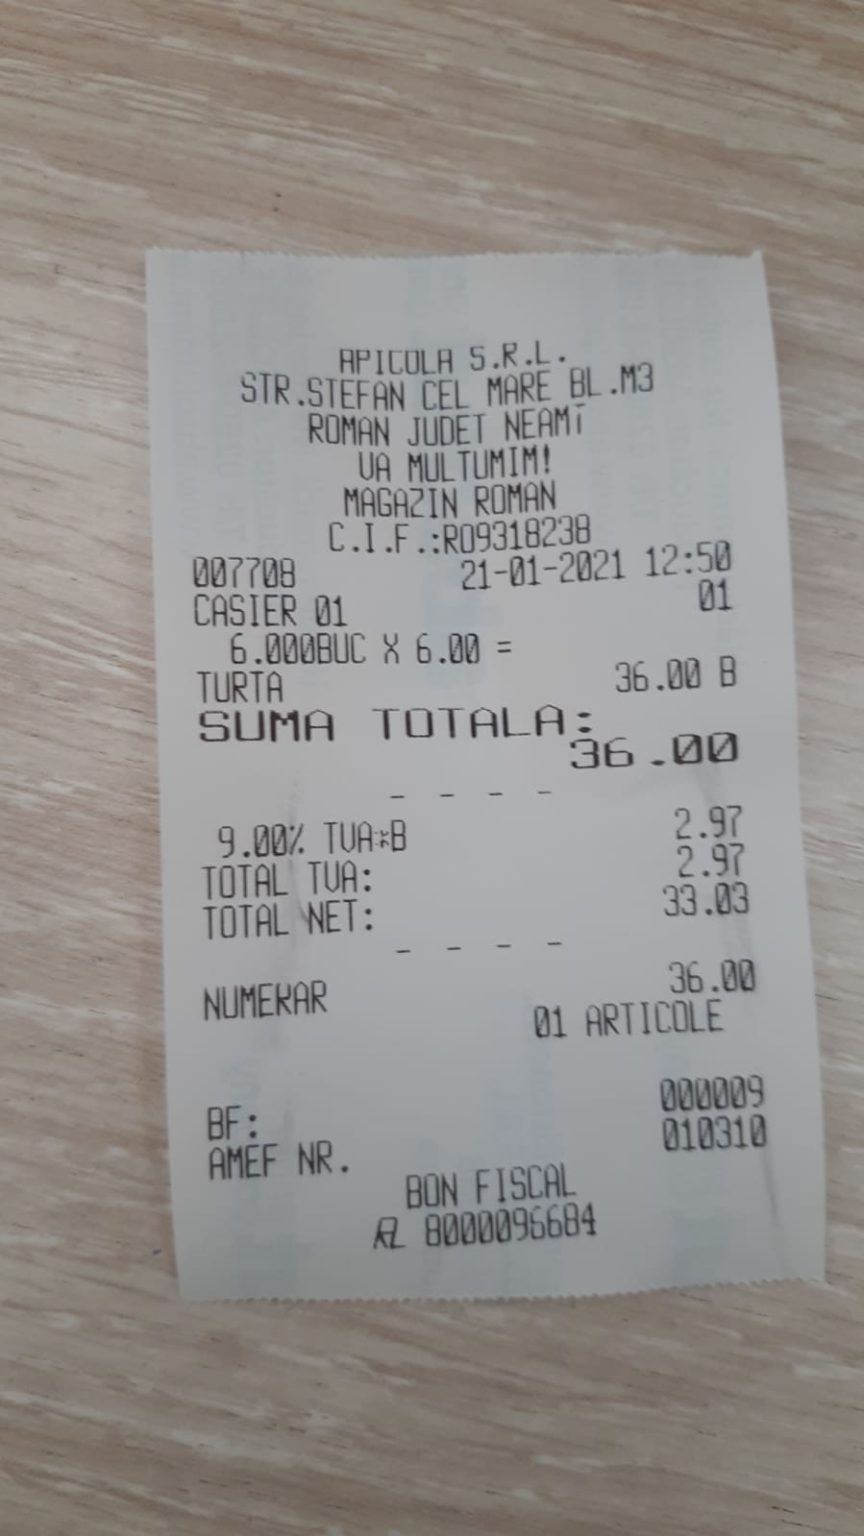 APICOLA S.R.L.
STR.STEFAN CEL MARE BL.M3
ROMAN JUDET NEAMT
VA MULTUMIM!
MAGAZIN ROMAN
C.I.F.:RO9318238
007708 21-01-2021 12:50
CASIER 01 01
6.000BUC X 6.00 =
TURTA 36.00 B
SUMA TOTALA:
36.00
- - - -
9.00% TVA*B 2.97
TOTAL TVA: 2.97
TOTAL NET: 33.03
- - - -
NUMERAR 36.00
01 ARTICOLE
BF: 000009
AMEF NR. 010310
BON FISCAL
8000096684